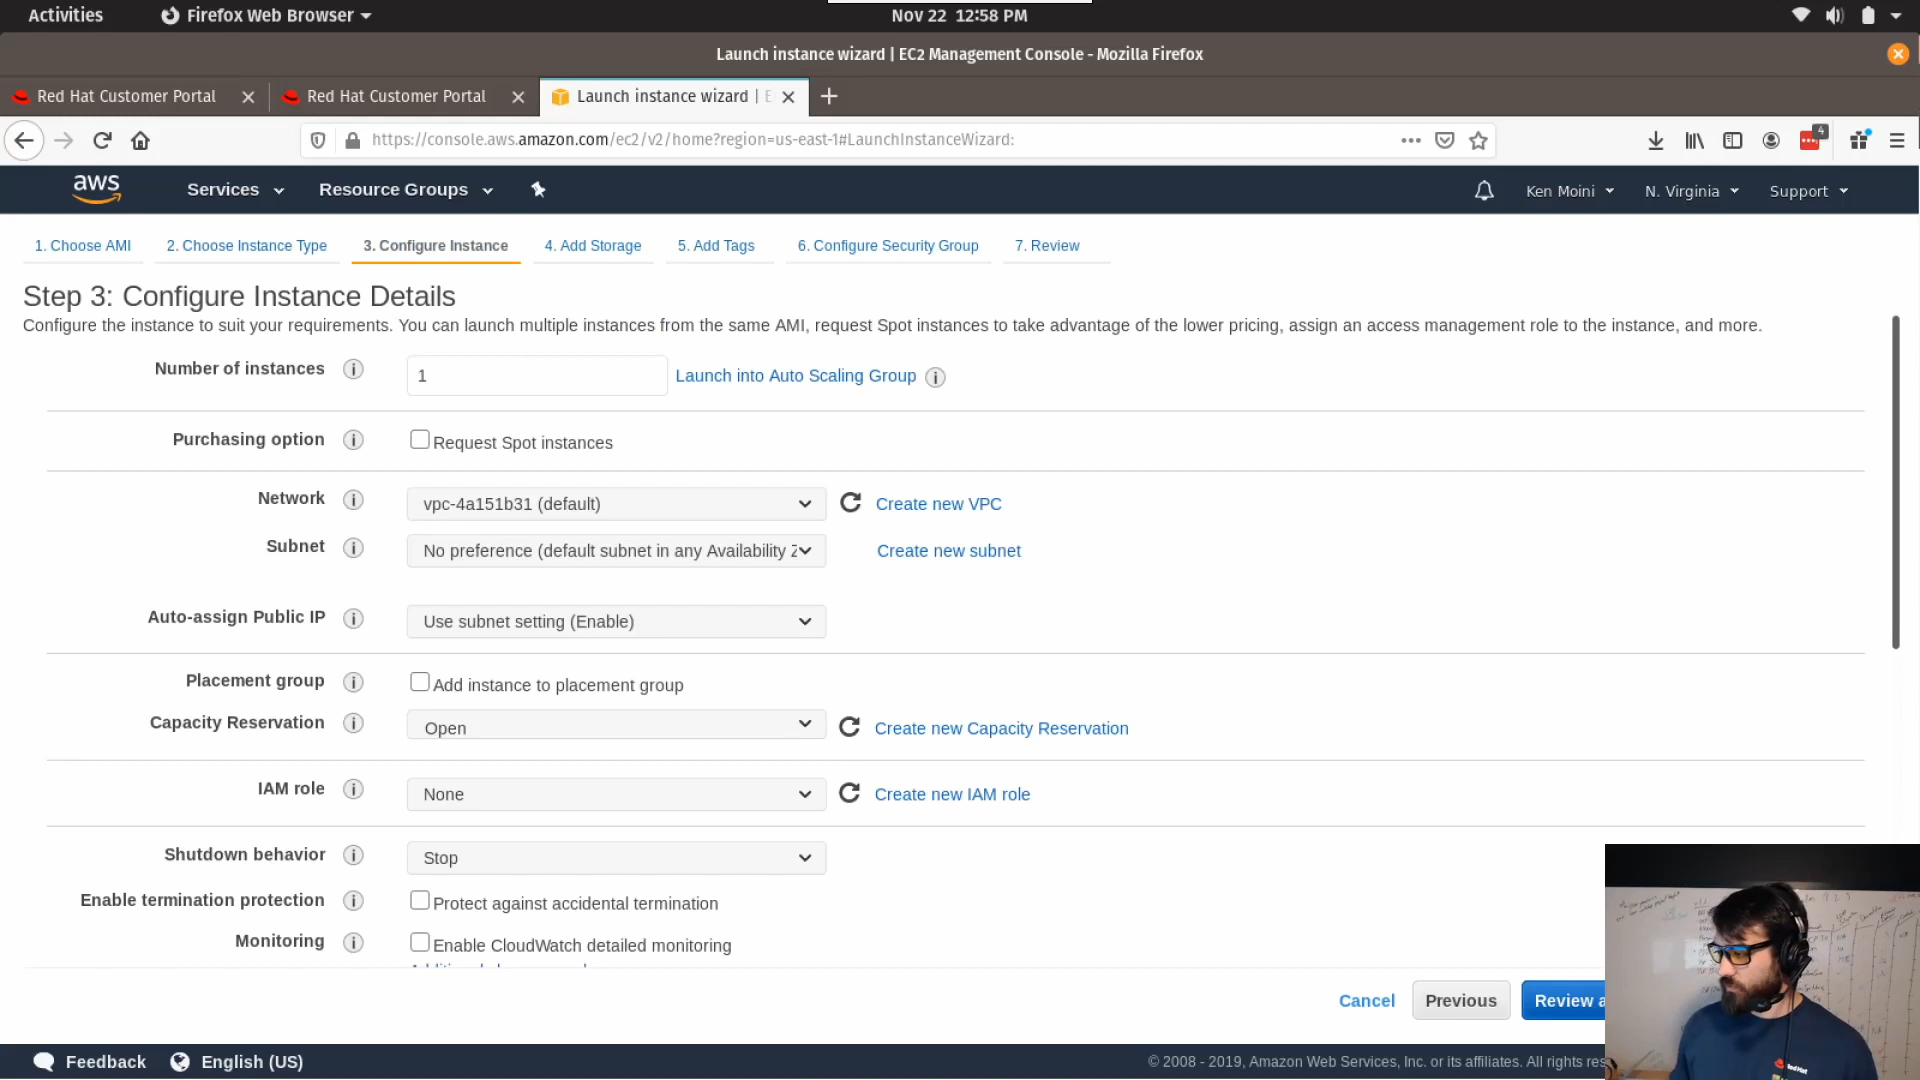 Activities
Firefox Web Browser
Nov 22 12:58 PM
Launch instance wizard | EC2 Management Console - Mozilla Firefox
Red Hat Customer Portal
Red Hat Customer Portal
Launch instance wizard | E
https://console.aws.amazon.com/ec2/v2/home?region=us-east-1#LaunchInstanceWizard:
4
aws
Services
Resource Groups
Ken Moini
N. Virginia
Support
1. Choose AMI
2. Choose Instance Type
3. Configure Instance
4. Add Storage
5. Add Tags
6. Configure Security Group
7. Review
Step 3: Configure Instance Details
Configure the instance to suit your requirements. You can launch multiple instances from the same AMI, request Spot instances to take advantage of the lower pricing, assign an access management role to the instance, and more.
Number of instances
1
Launch into Auto Scaling Group
Purchasing option
Request Spot instances
Network
vpc-4a151b31 (default)
Create new VPC
Subnet
No preference (default subnet in any Availability Z
Create new subnet
Auto-assign Public IP
Use subnet setting (Enable)
Placement group
Add instance to placement group
Capacity Reservation
Open
Create new Capacity Reservation
IAM role
None
Create new IAM role
Shutdown behavior
Stop
Enable termination protection
Protect against accidental termination
Monitoring
Enable CloudWatch detailed monitoring
Cancel
Previous
Review a
Feedback
English (US)
© 2008 - 2019, Amazon Web Services, Inc. or its affiliates. All rights res
Red Hat